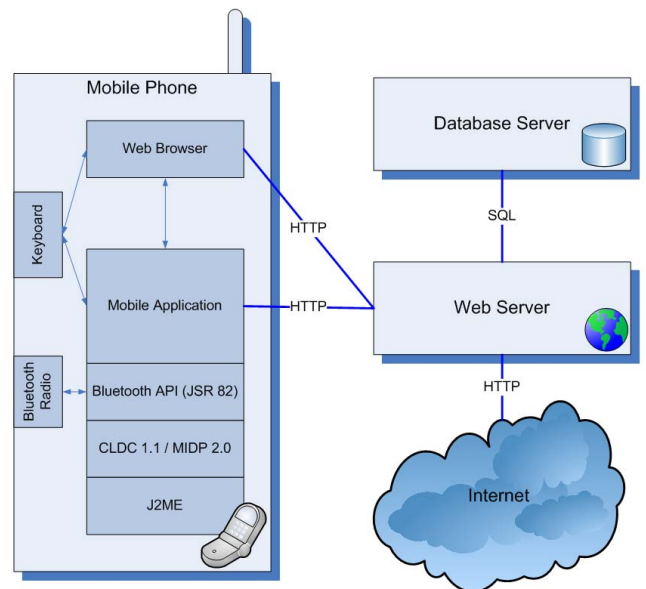 Mobile Phone
Web Browser
Keyboard
Mobile Application
Bluetooth
Radio
Bluetooth API (JSR 82)
CLDC 1.1 / MIDP 2.0
J2ME
HTTP
HTTP
Database Server
SQL
Web Server
HTTP
Internet